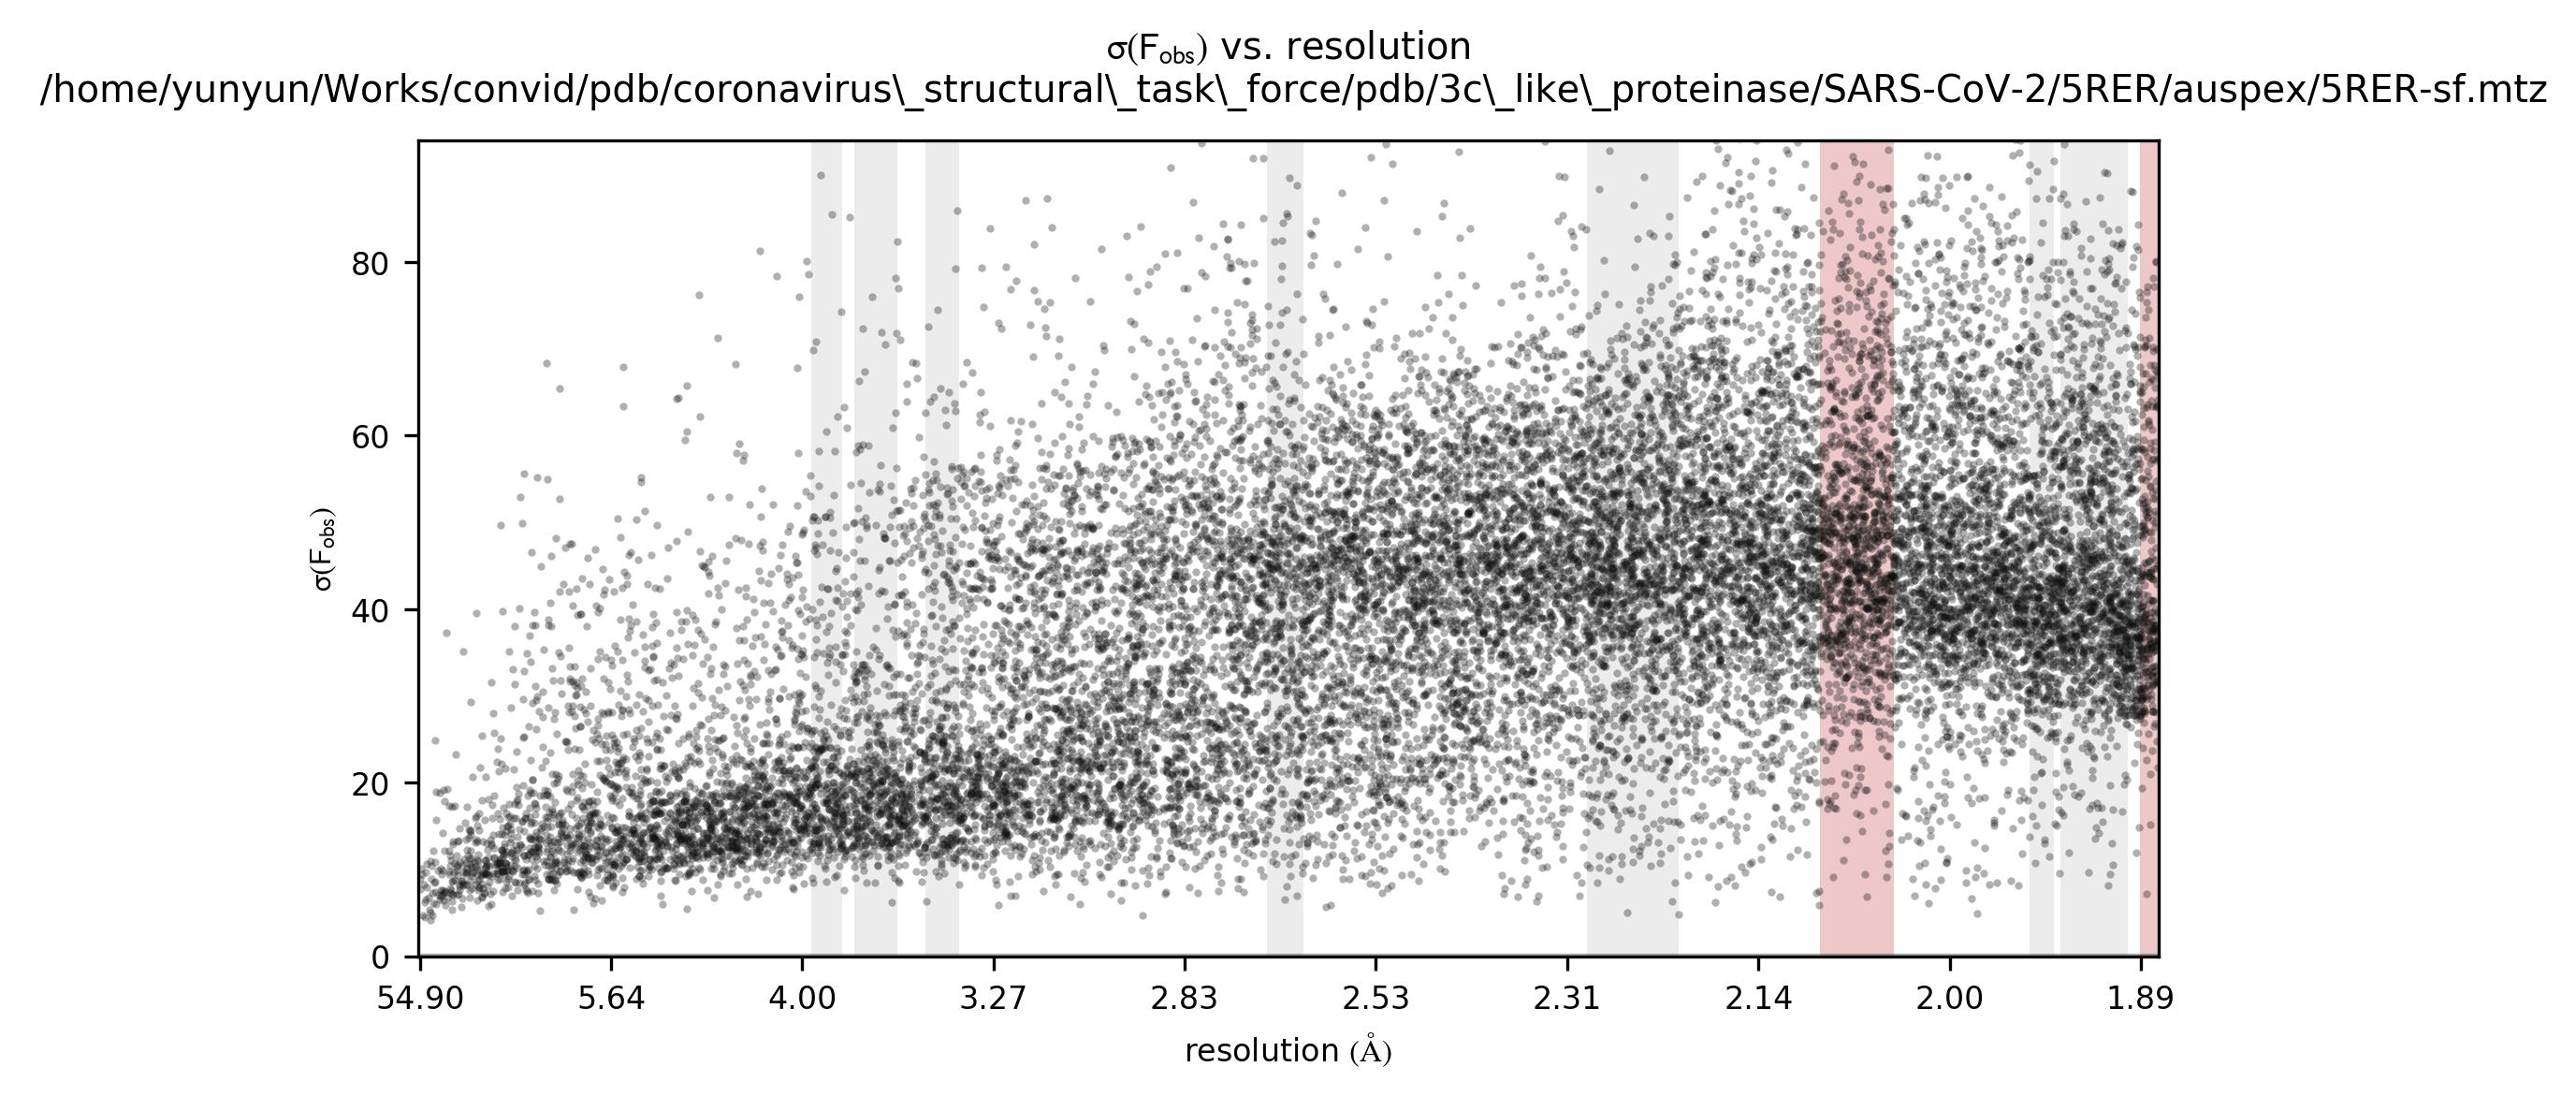 σ(Fobs) vs. resolution
/home/yunyun/Works/convid/pdb/coronavirus\_structural\_task\_force/pdb/3c\_like\_proteinase/SARS-CoV-2/5RER/auspex/5RER-sf.mtz
80
60
40
20
0
σ(Fobs)
54.90 5.64 4.00 3.27 2.83 2.53 2.31 2.14 2.00 1.89
resolution (Å)